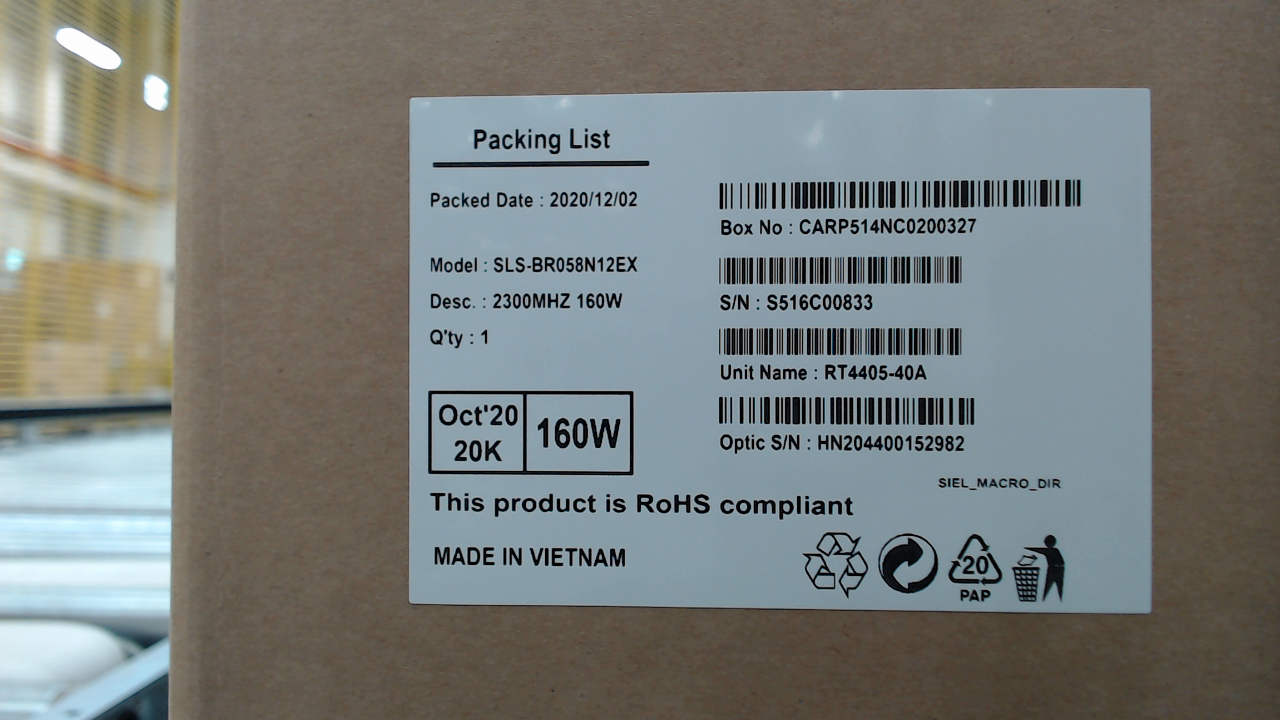 Packing List
Packed Date : 2020/12/02
Model : SLS-BR058N12EX
Desc. : 2300MHZ 160W
Q'ty : 1
Oct'20
20K
160W
Box No : CARP514NC0200327
S/N : S516C00833
Unit Name : RT4405-40A
Optic S/N : HN204400152982
SIEL_MACRO_DIR
This product is RoHS compliant
MADE IN VIETNAM
20
PAP